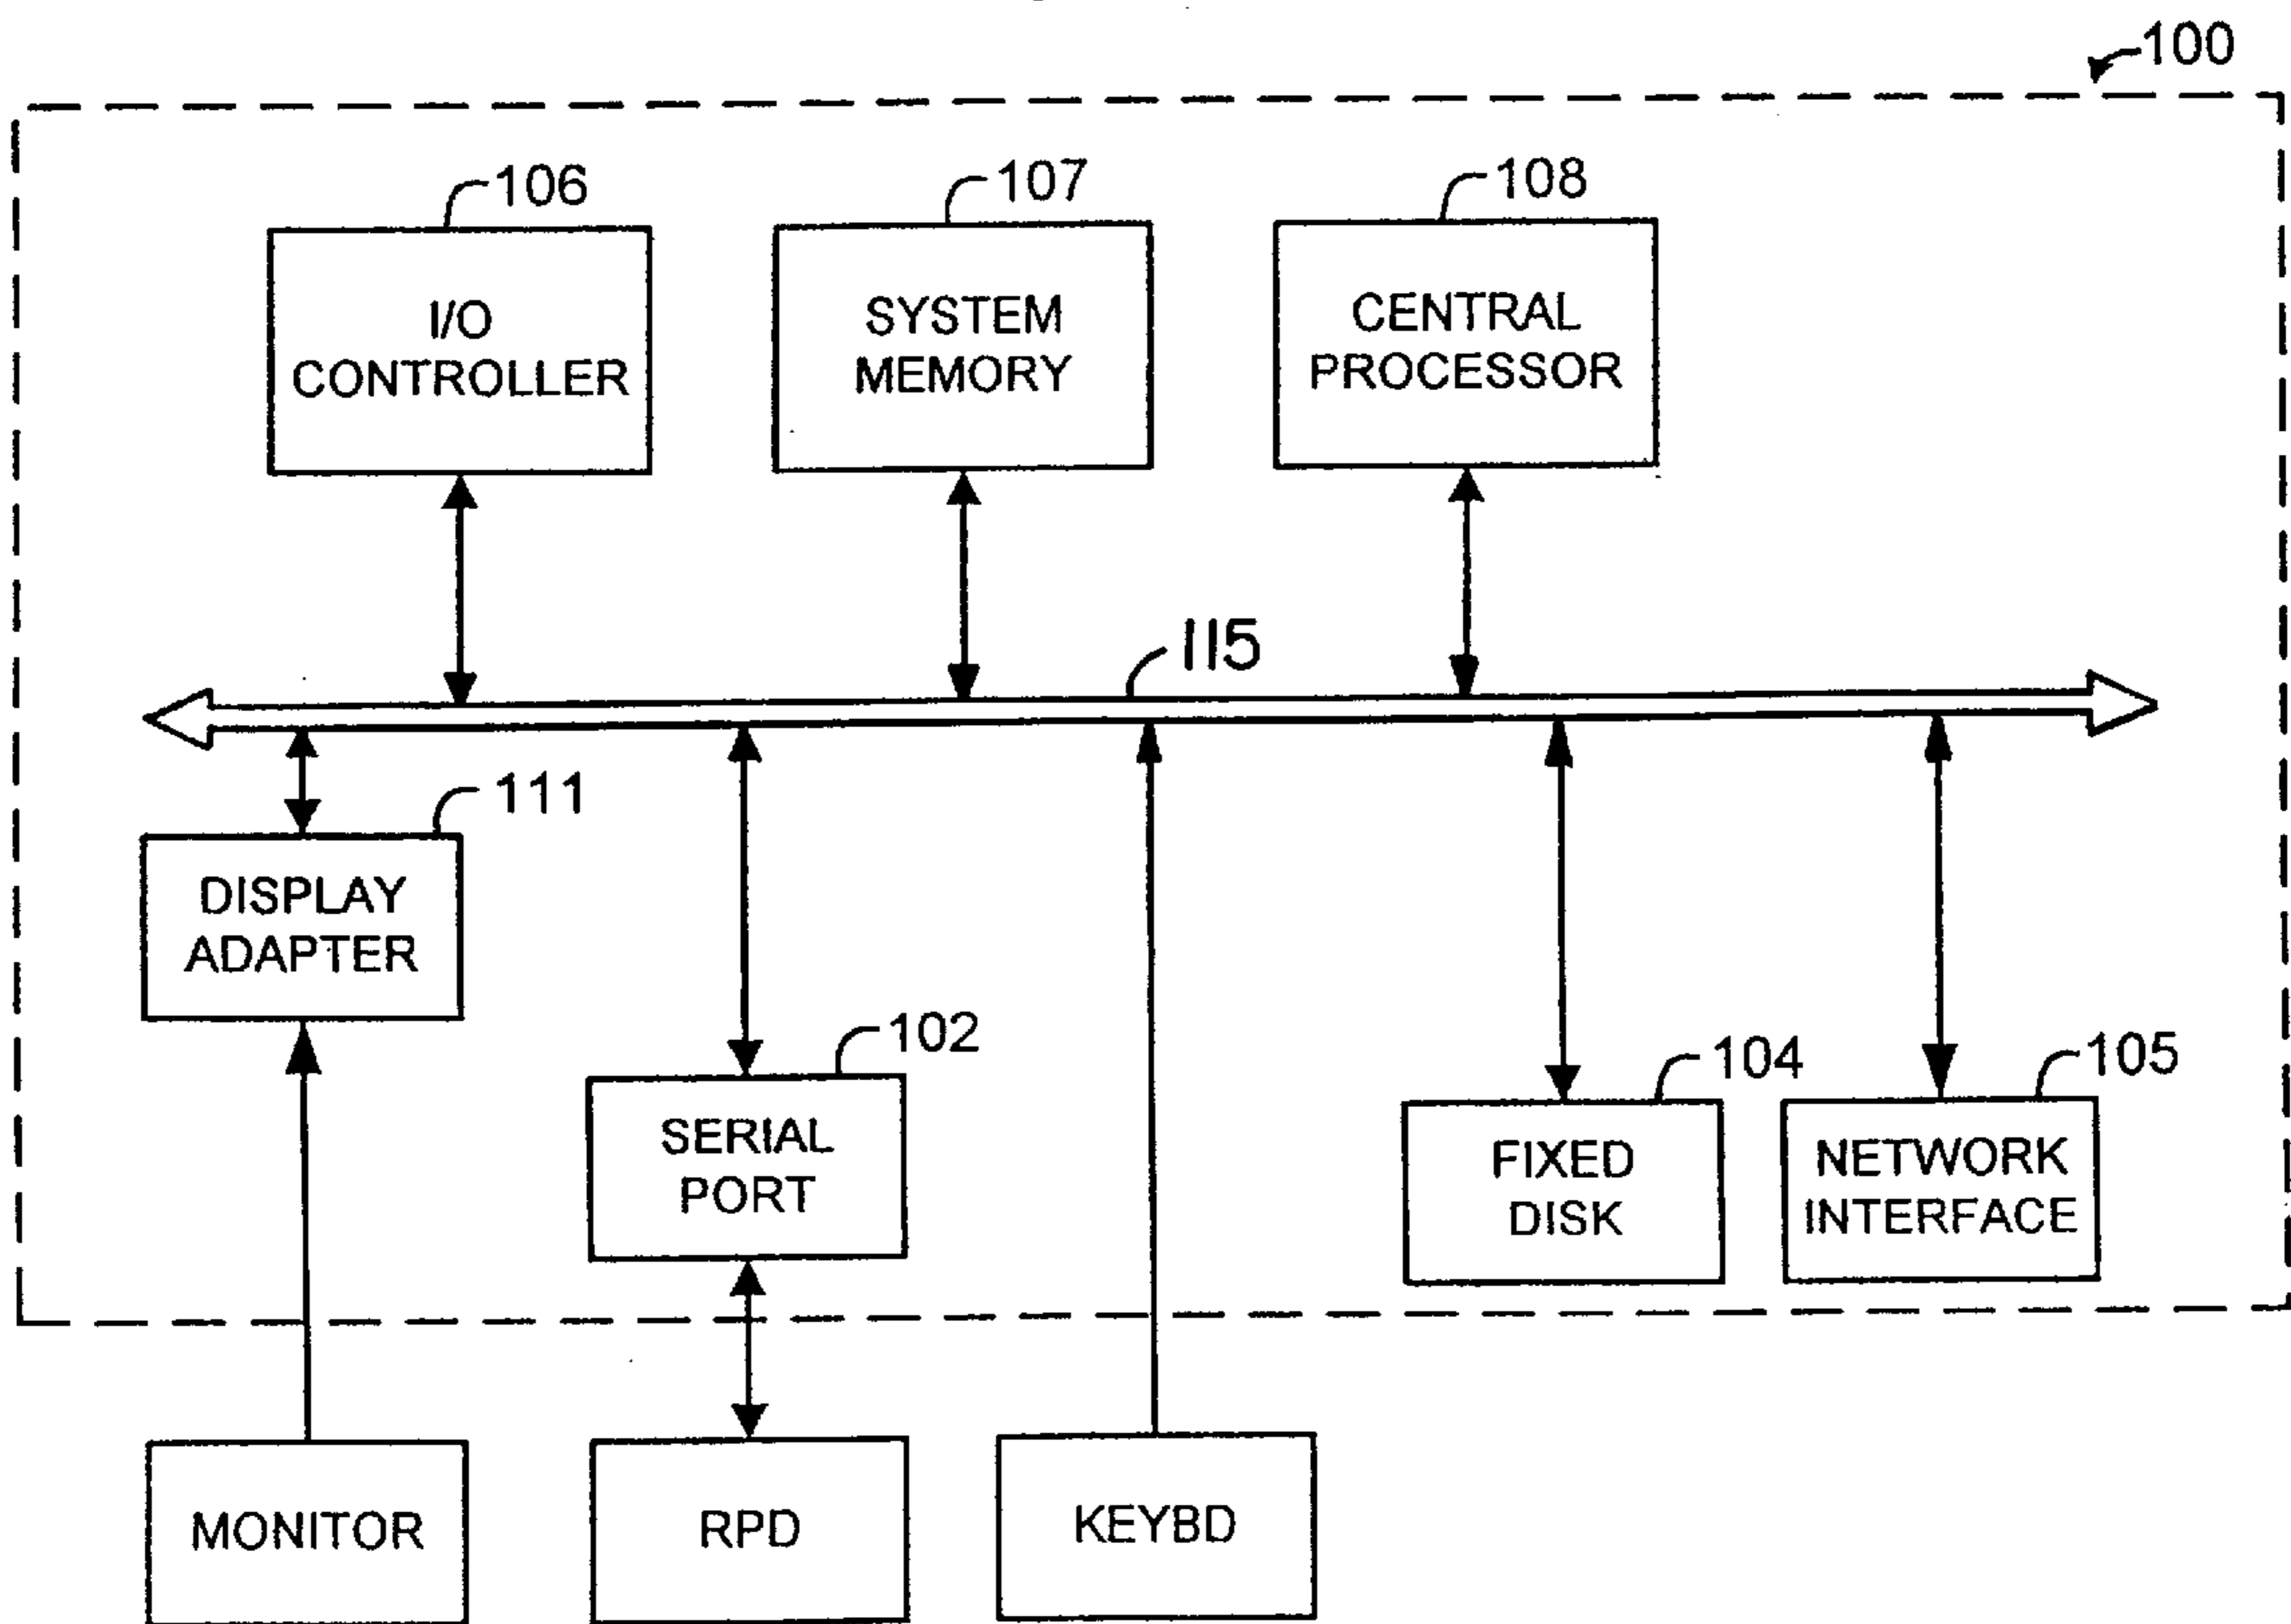 100
106
107
108
I/O
CONTROLLER
SYSTEM
MEMORY
CENTRAL
PROCESSOR
115
111
DISPLAY
ADAPTER
102
SERIAL
PORT
104
FIXED
DISK
105
NETWORK
INTERFACE
MONITOR
RPD
KEYBD